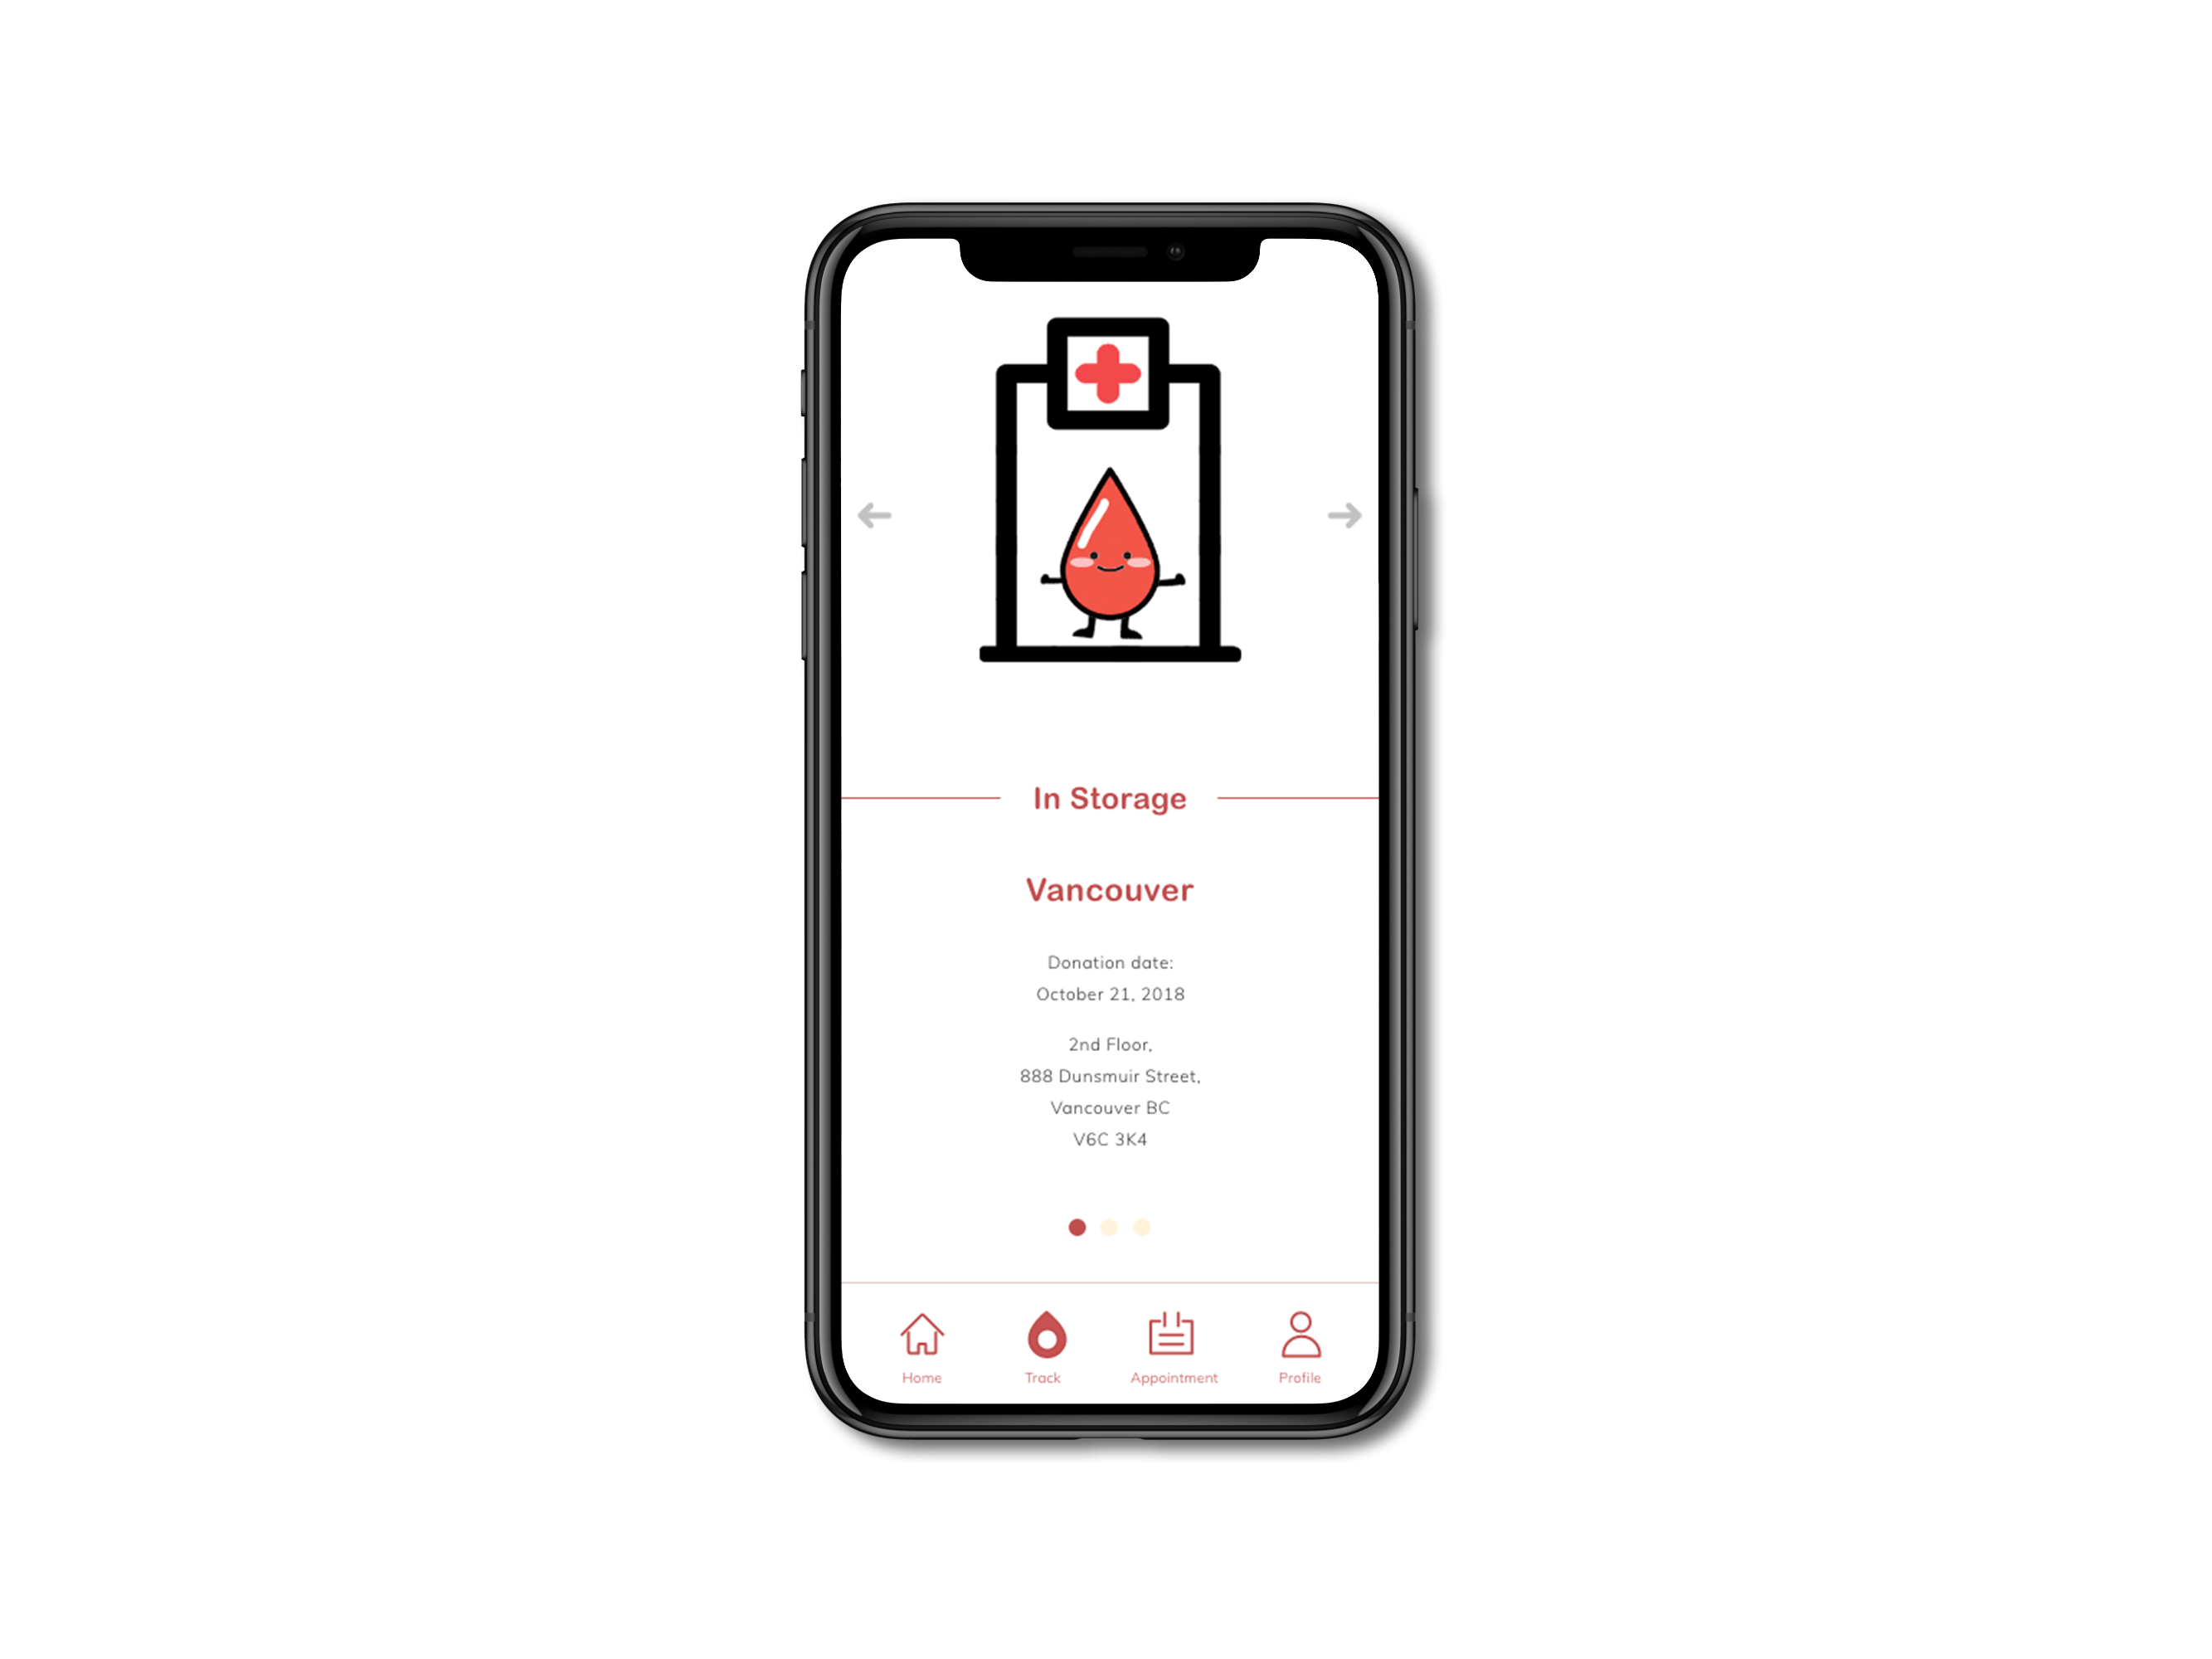 In Storage
Vancouver
Donation date:
October 21, 2018
2nd Floor,
888 Dunsmuir Street,
Vancouver BC
V6C 3K4
Home Track Appointment Profile